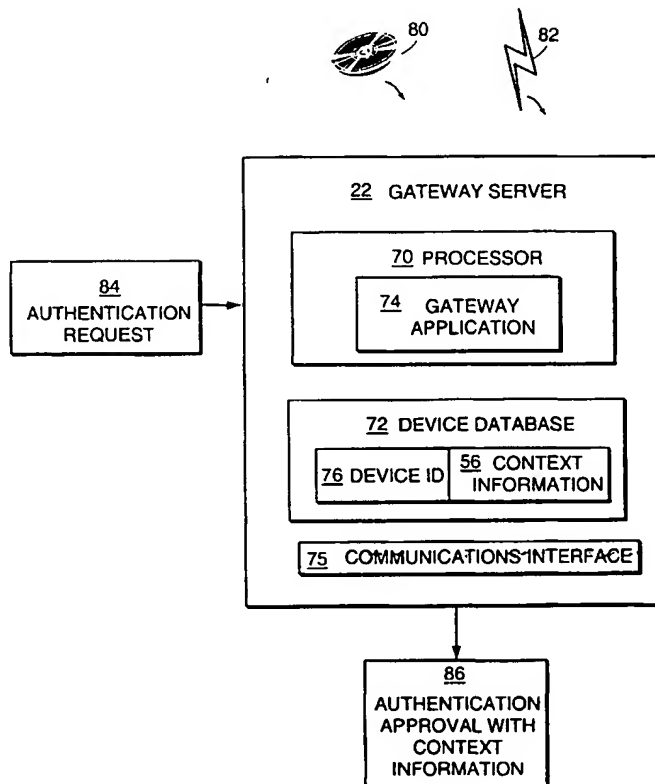 80
82
22 GATEWAY SERVER
70 PROCESSOR
84
AUTHENTICATION
REQUEST
74 GATEWAY
APPLICATION
72 DEVICE DATABASE
76 DEVICE ID
56 CONTEXT
INFORMATION
75 COMMUNICATIONS INTERFACE
86
AUTHENTICATION
APPROVAL WITH
CONTEXT
INFORMATION